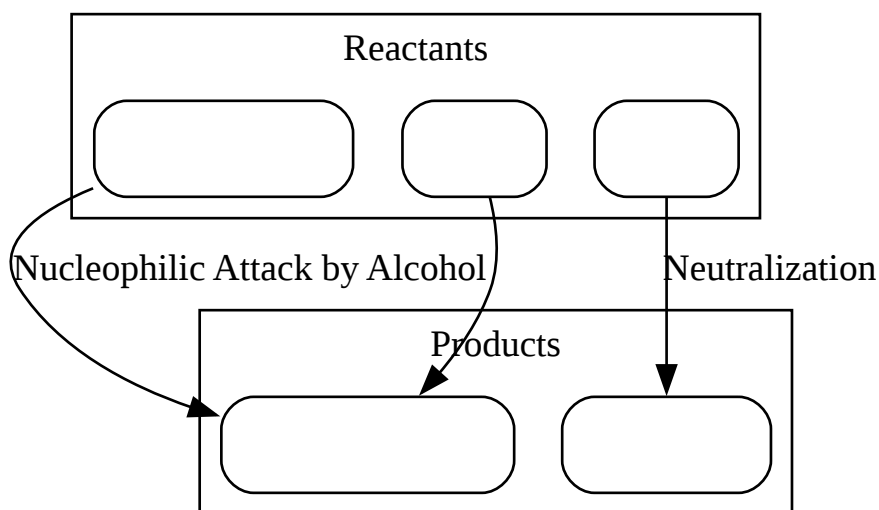 Reactants
Nucleophilic Attack by Alcohol
Neutralization
Products